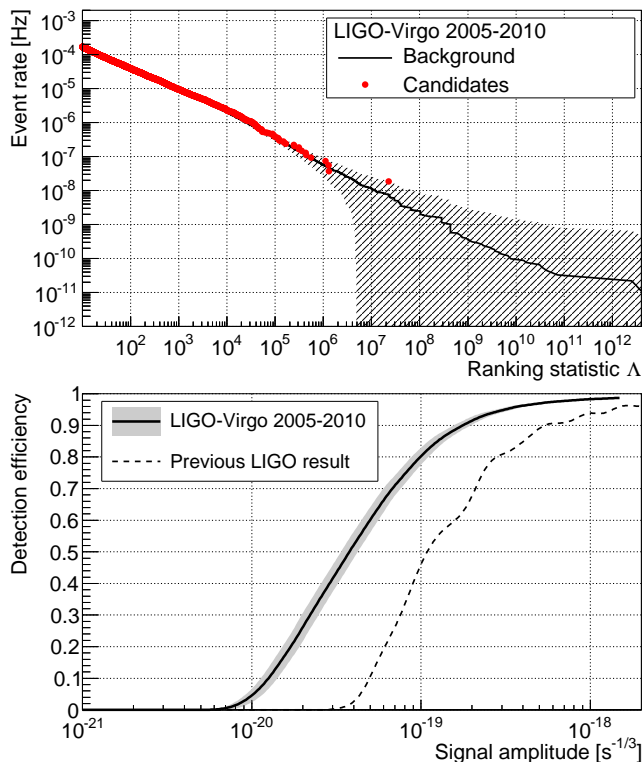 LIGO-Virgo 2005-2010
Background
Candidates
Event rate [Hz]
10^-3
10^-4
10^-5
10^-6
10^-7
10^-8
10^-9
10^-10
10^-11
10^-12
10^2 10^3 10^4 10^5 10^6 10^7 10^8 10^9 10^10 10^11 10^12
Ranking statistic Λ
LIGO-Virgo 2005-2010
Previous LIGO result
Detection efficiency
1
0.9
0.8
0.7
0.6
0.5
0.4
0.3
0.2
0.1
0
10^-21 10^-20 10^-19 10^-18
Signal amplitude [s^-1/3]